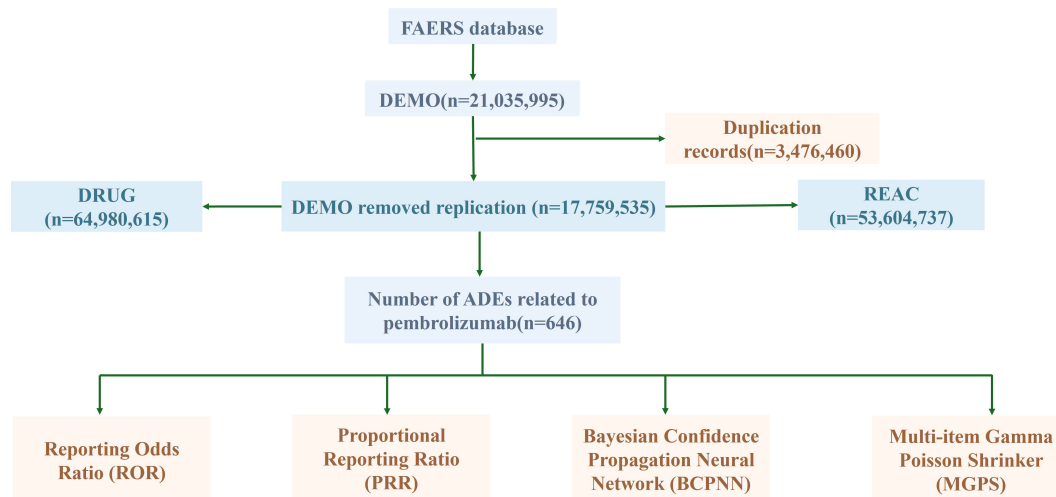 FAERS database
DEMO(n=21,035,995)
Duplication
records(n=3,476,460)
DRUG
(n=64,980,615)
DEMO removed replication (n=17,759,535)
REAC
(n=53,604,737)
Number of ADEs related to
pembrolizumab(n=646)
Reporting Odds
Ratio (ROR)
Proportional
Reporting Ratio
(PRR)
Bayesian Confidence
Propagation Neural
Network (BCPNN)
Multi-item Gamma
Poisson Shrinker
(MGPS)